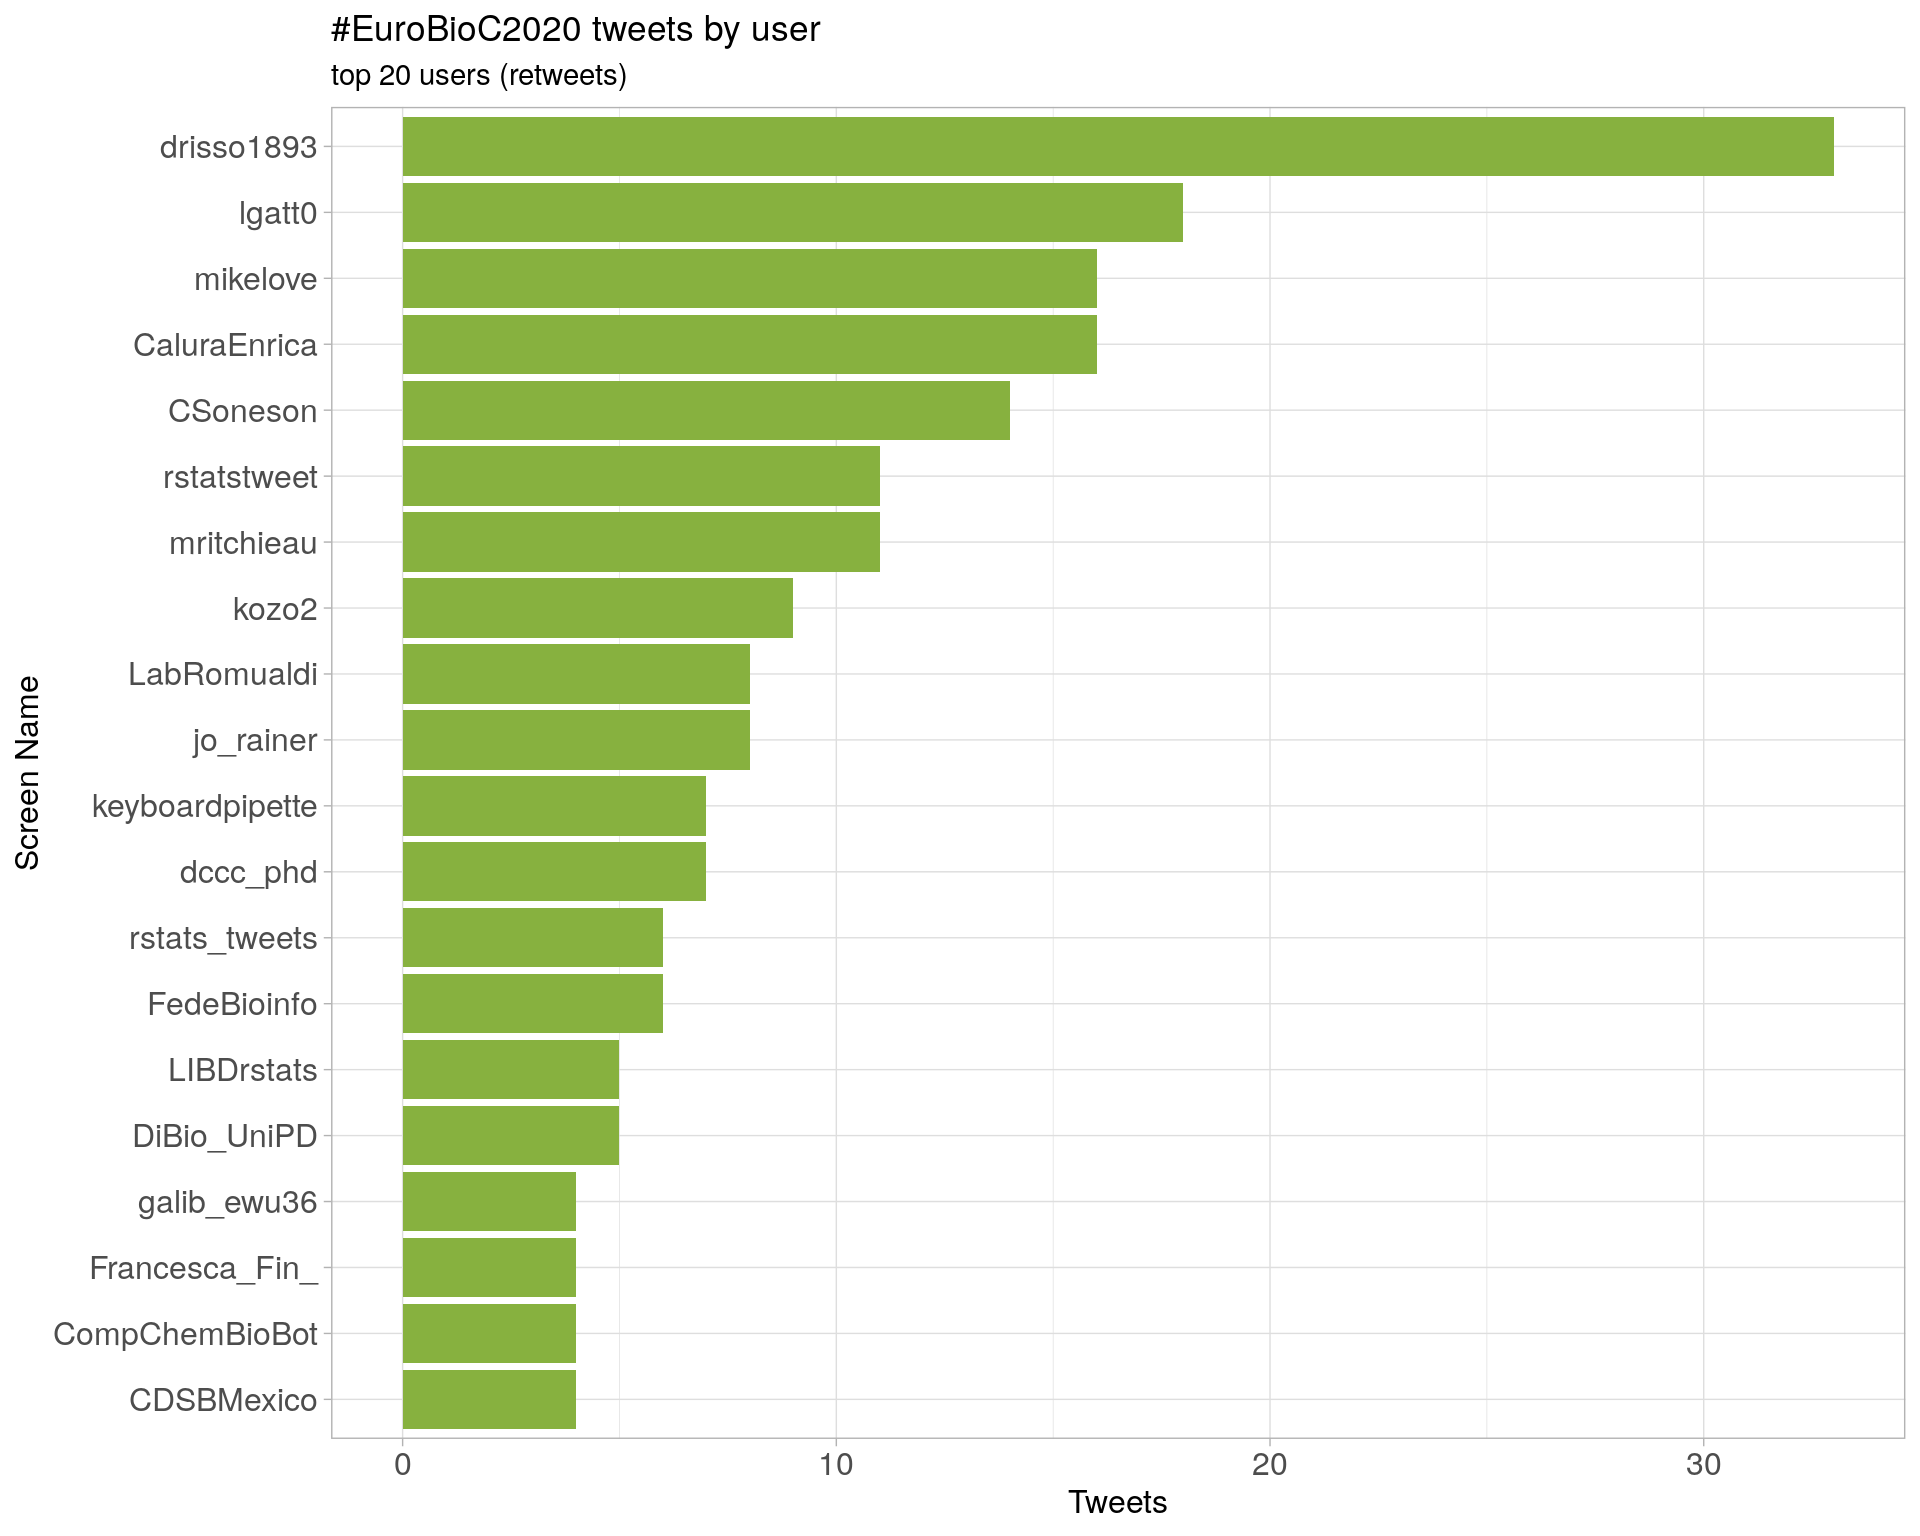 #EuroBioC2020 tweets by user
top 20 users (retweets)
drisso1893
lgatt0
mikelove
CaluraEnrica
CSoneson
rstatstweet
mritchieau
kozo2
LabRomualdi
jo_rainer
keyboardpipette
dccc_phd
rstats_tweets
FedeBioinfo
LIBDrstats
DiBio_UniPD
galib_ewu36
Francesca_Fin_
CompChemBioBot
CDSBMexico
Screen Name
0 10 20 30
Tweets